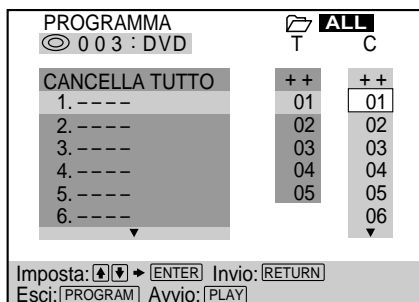 PROGRAMMA ALL
003:DVD T C
CANCELLA TUTTO ++ ++
1. –––– 01 01
2. –––– 02 02
3. –––– 03 03
4. –––– 04 04
5. –––– 05 05
6. –––– 06
Imposta: ENTER Invio: RETURN
Esci: PROGRAM Avvio: PLAY